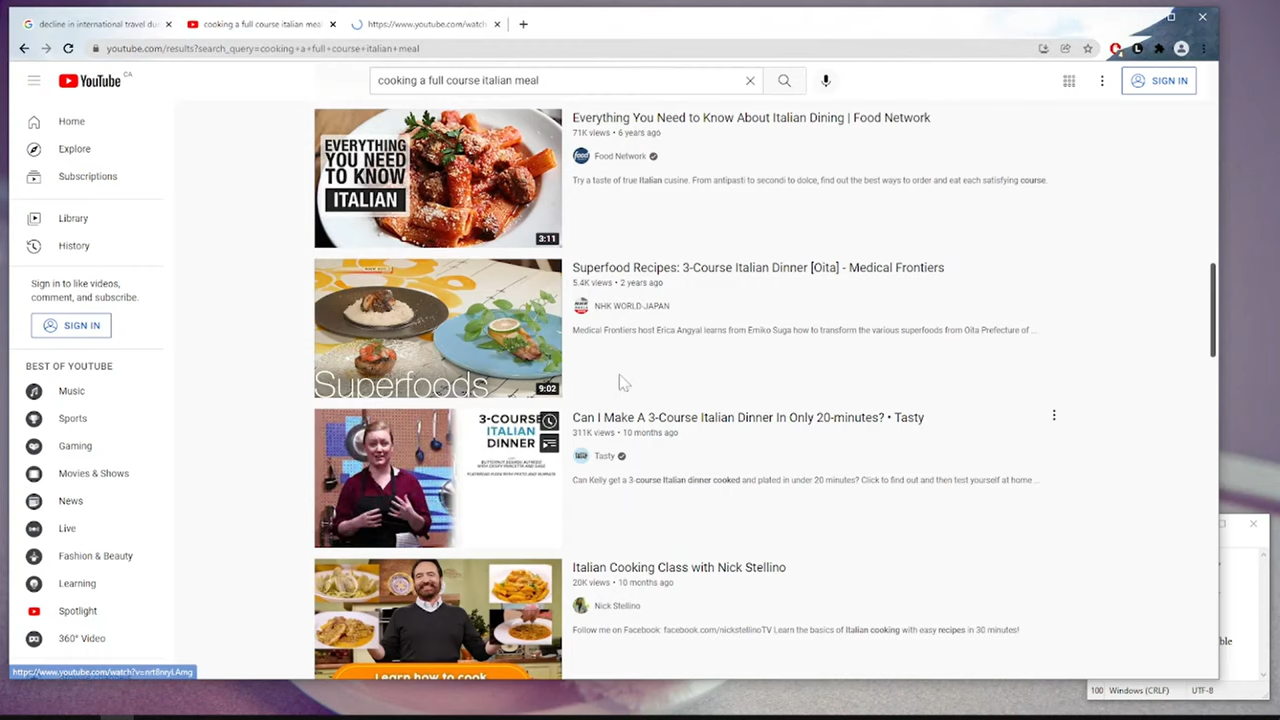 decline in international travel du
cooking a full course italian mea
https://www.youtube.com/watch
youtube.com/results?search_query=cooking+a+full+course+italian+meal
YouTube CA
cooking a full course italian meal
SIGN IN
Home
Explore
Subscriptions
Library
History
Sign in to like videos,
comment, and subscribe.
SIGN IN
BEST OF YOUTUBE
Music
Sports
Gaming
Movies & Shows
News
Live
Fashion & Beauty
Learning
Spotlight
360° Video
EVERYTHING
YOU NEED
TO KNOW
ITALIAN
3:11
Everything You Need to Know About Italian Dining | Food Network
71K views • 6 years ago
Food Network
Try a taste of true Italian cusine. From antipasti to secondi to dolce, find out the best ways to order and eat each satisfying course.
Superfoods
9:02
Superfood Recipes: 3-Course Italian Dinner [Oita] - Medical Frontiers
5.4K views • 2 years ago
NHK WORLD-JAPAN
Medical Frontiers host Erica Angyal learns from Emiko Suga how to transform the various superfoods from Oita Prefecture of ...
3-COURSE
ITALIAN
DINNER
Can I Make A 3-Course Italian Dinner In Only 20-minutes? • Tasty
311K views • 10 months ago
Tasty
Can Kelly get a 3-course Italian dinner cooked and plated in under 20 minutes? Click to find out and then test yourself at home ...
Learn how to cook
Italian Cooking Class with Nick Stellino
20K views • 10 months ago
Nick Stellino
Follow me on Facebook: facebook.com/nickstellinoTV Learn the basics of Italian cooking with easy recipes in 30 minutes!
ble
100 Windows (CRLF) UTF-8